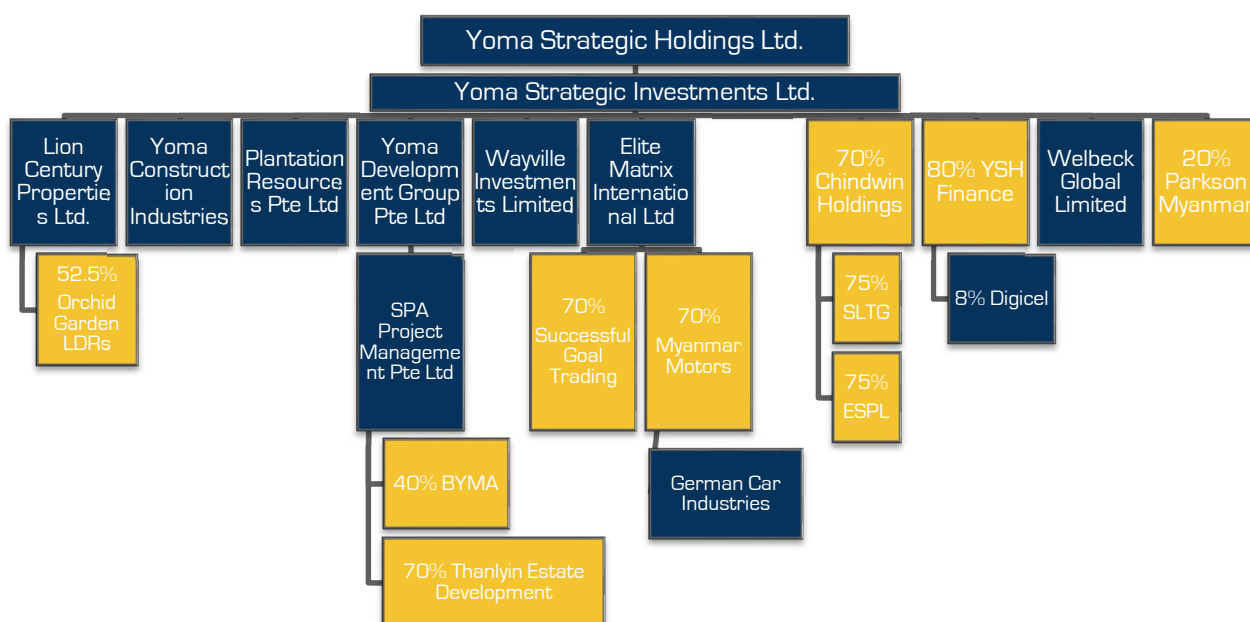 Yoma Strategic Holdings Ltd.
Yoma Strategic Investments Ltd.
Lion
Century
Propertie
s Ltd.
Yoma
Construct
ion
Industries
Plantation
Resource
s Pte Ltd
Yoma
Developm
ent Group
Pte Ltd
Wayville
Investmen
ts Limited
Elite
Matrix
Internatio
nal Ltd
70%
Chindwin
Holdings
80% YSH
Finance
Welbeck
Global
Limited
20%
Parkson
Myanmar
52.5%
Orchid
Garden
LDRs
SPA
Project
Manageme
nt Pte Ltd
70%
Successful
Goal
Trading
70%
Myanmar
Motors
75%
SLTG
8% Digicel
75%
ESPL
40% BYMA
German Car
Industries
70% Thanlyin Estate
Development